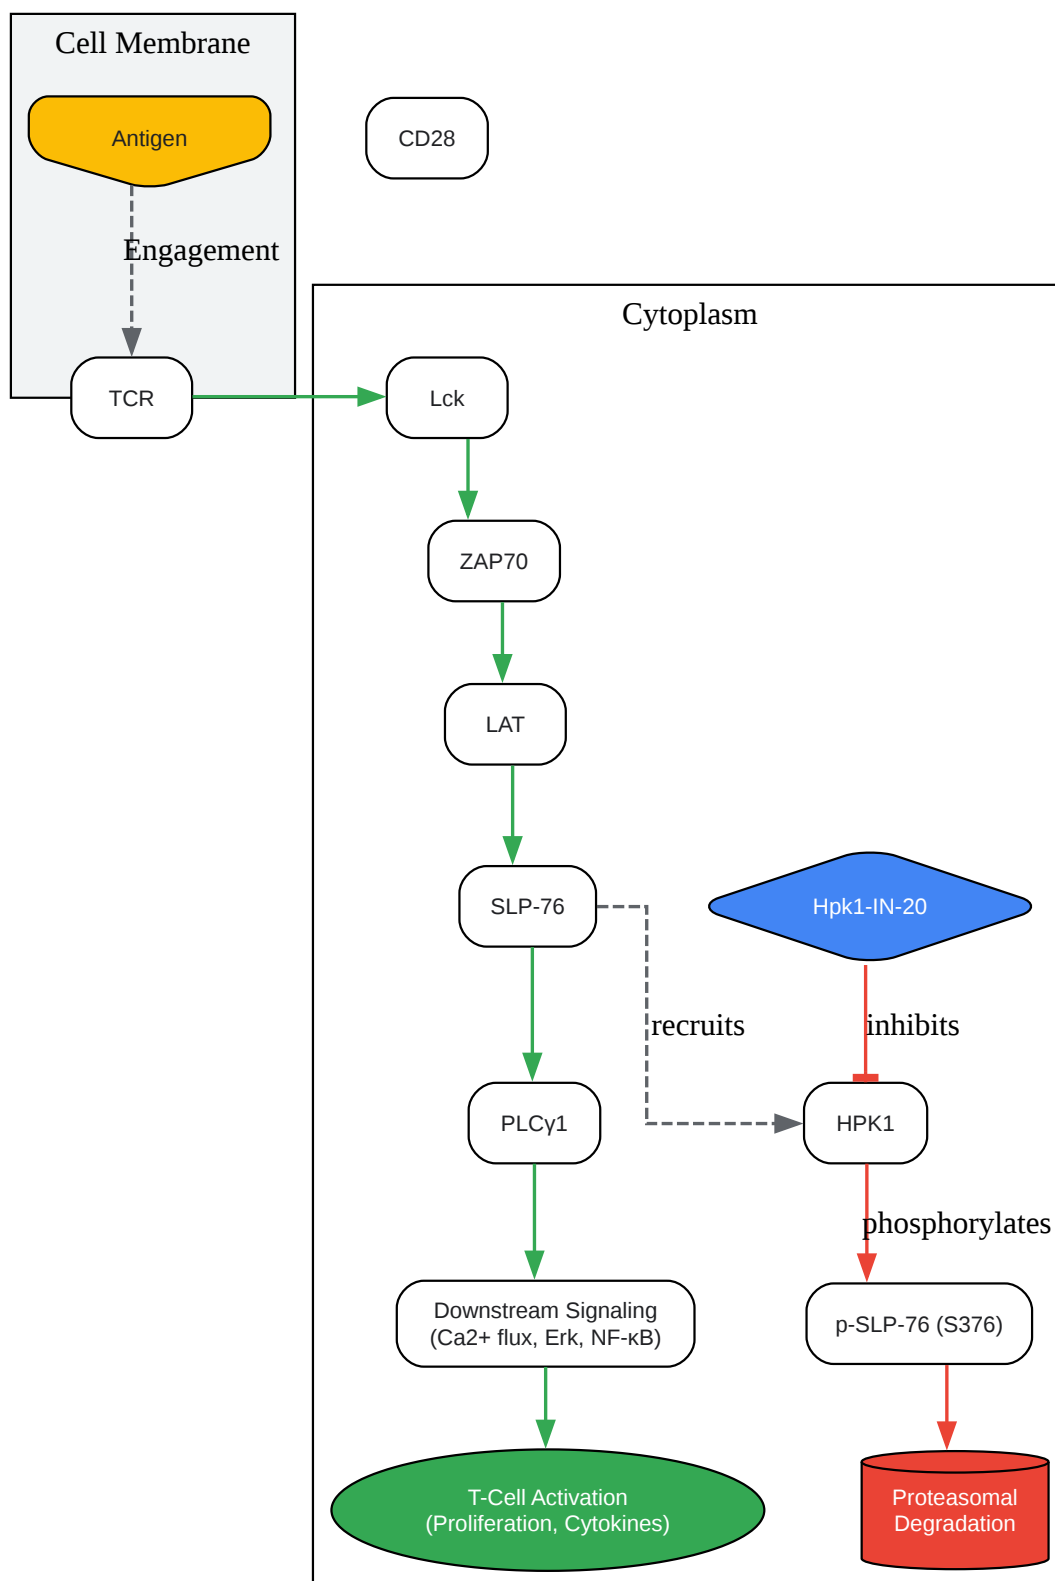 Cell Membrane
Antigen
CD28
Engagement
Cytoplasm
TCR
Lck
ZAP70
LAT
SLP-76
Hpk1-IN-20
recruits
inhibits
PLCγ1
HPK1
phosphorylates
Downstream Signaling
(Ca2+ flux, Erk, NF-κB)
p-SLP-76 (S376)
T-Cell Activation
(Proliferation, Cytokines)
Proteasomal
Degradation